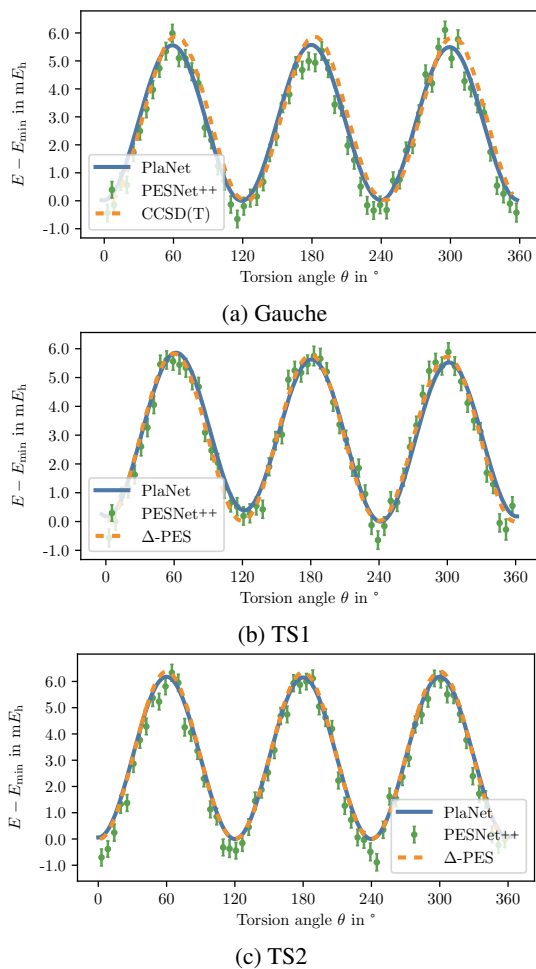 6.0
5.0
4.0
3.0
2.0
1.0
0.0
-1.0
E − E_min in mE_h
PlaNet
PESNet++
CCSD(T)
0 60 120 180 240 300 360
Torsion angle θ in °
(a) Gauche
6.0
5.0
4.0
3.0
2.0
1.0
0.0
-1.0
E − E_min in mE_h
PlaNet
PESNet++
Δ-PES
0 60 120 180 240 300 360
Torsion angle θ in °
(b) TS1
6.0
5.0
4.0
3.0
2.0
1.0
0.0
-1.0
E − E_min in mE_h
PlaNet
PESNet++
Δ-PES
0 60 120 180 240 300 360
Torsion angle θ in °
(c) TS2